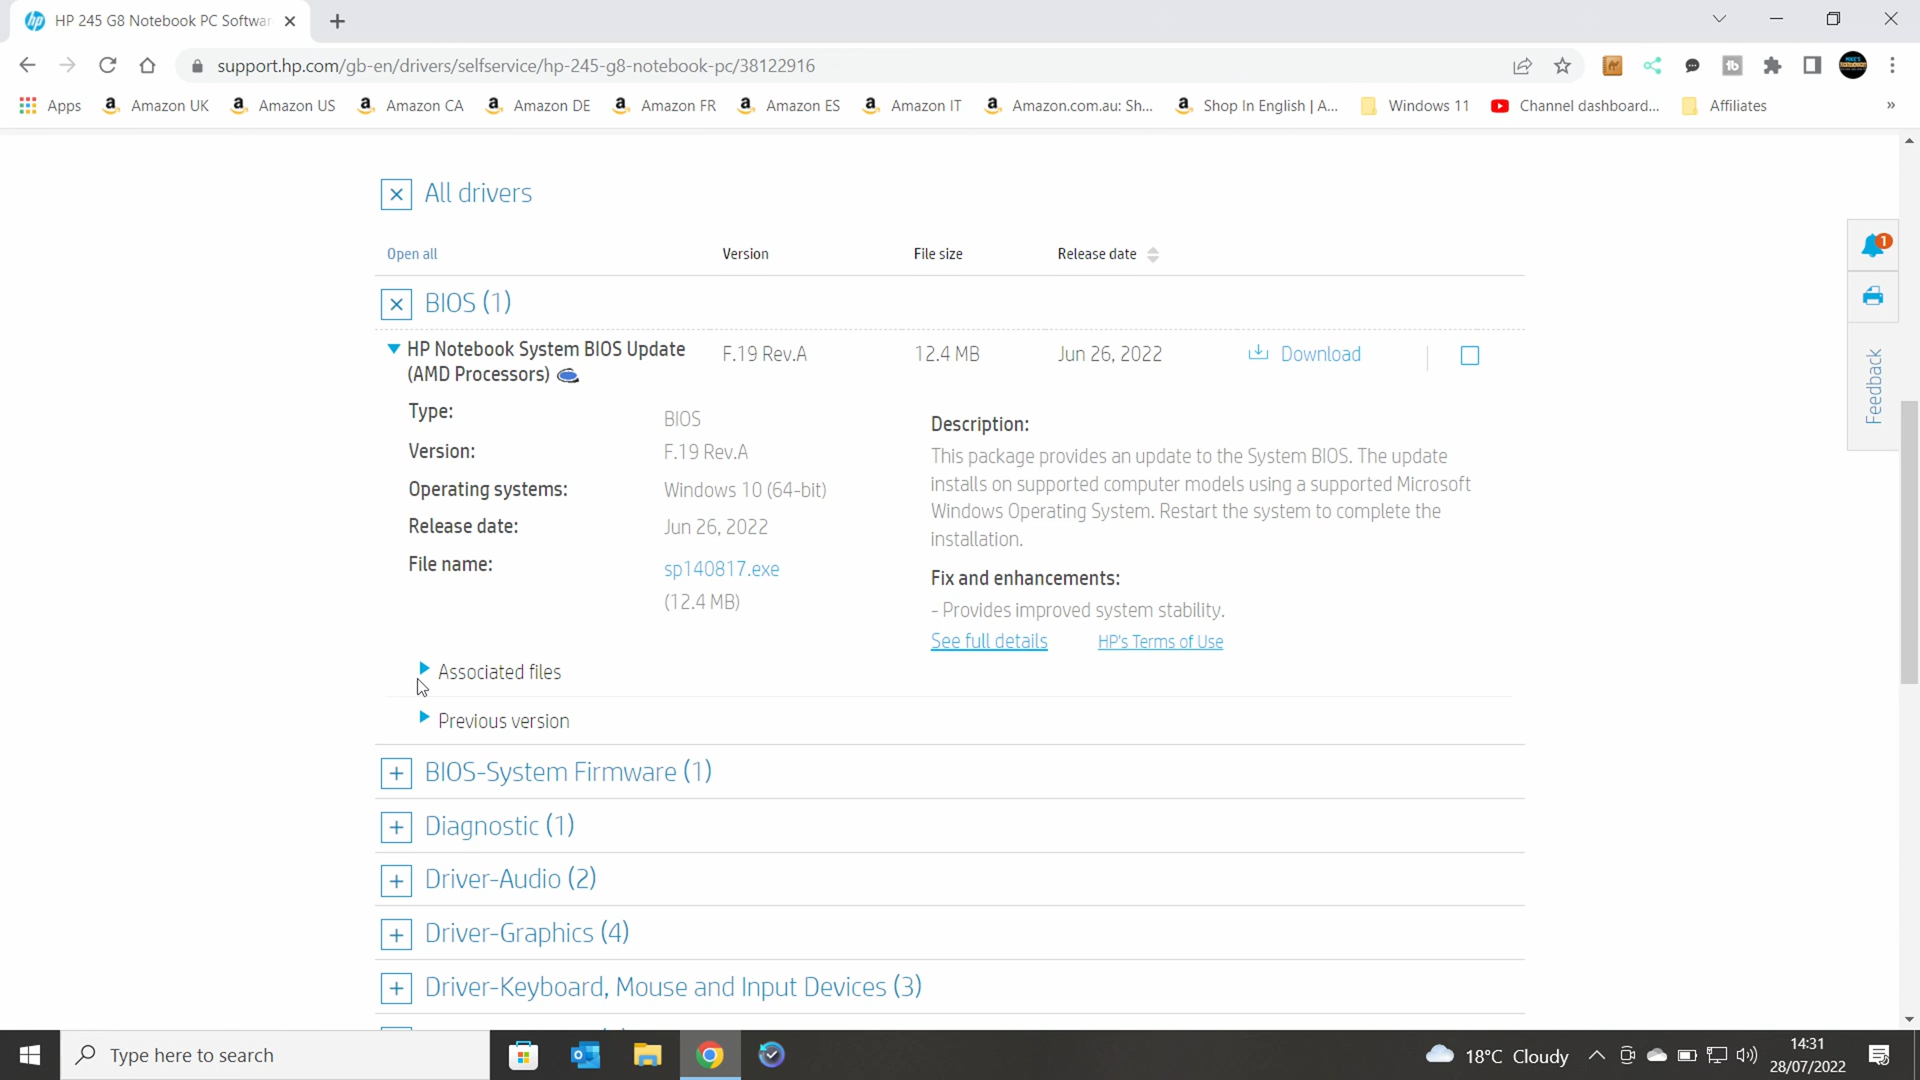 HP 245 G8 Notebook PC Softwar
support.hp.com/gb-en/drivers/selfservice/hp-245-g8-notebook-pc/38122916
Apps Amazon UK Amazon US Amazon CA Amazon DE Amazon FR Amazon ES Amazon IT Amazon.com.au: Sh... Shop In English | A... Windows 11 Channel dashboard... Affiliates »
All drivers
Open all Version File size Release date
BIOS (1)
HP Notebook System BIOS Update F.19 Rev.A 12.4 MB Jun 26, 2022 Download
(AMD Processors)
Type: BIOS
Version: F.19 Rev.A
Operating systems: Windows 10 (64-bit)
Release date: Jun 26, 2022
File name: sp140817.exe
(12.4 MB)
Description:
This package provides an update to the System BIOS. The update
installs on supported computer models using a supported Microsoft
Windows Operating System. Restart the system to complete the
installation.
Fix and enhancements:
- Provides improved system stability.
See full details HP's Terms of Use
Associated files
Previous version
BIOS-System Firmware (1)
Diagnostic (1)
Driver-Audio (2)
Driver-Graphics (4)
Driver-Keyboard, Mouse and Input Devices (3)
1
Feedback
Type here to search
18°C Cloudy
14:31
28/07/2022